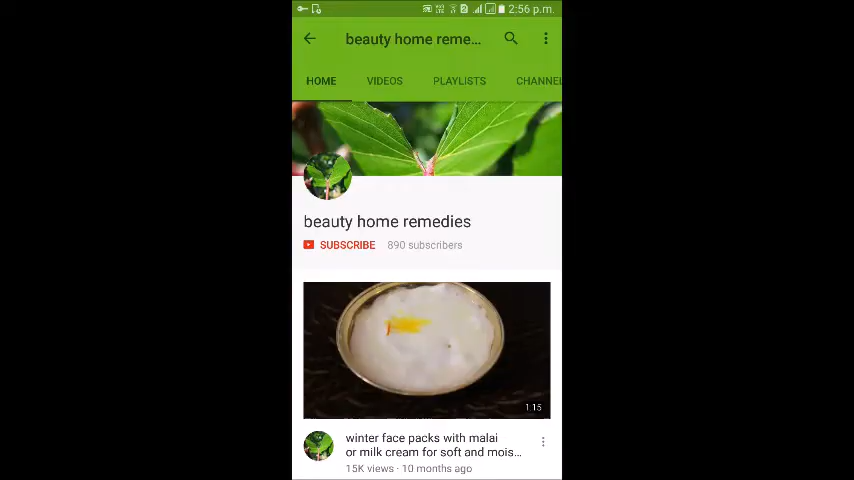 2:56 p.m.
beauty home reme...
HOME VIDEOS PLAYLISTS CHANNEL
beauty home remedies
SUBSCRIBE 890 subscribers
1:15
winter face packs with malai
or milk cream for soft and mois...
15K views · 10 months ago